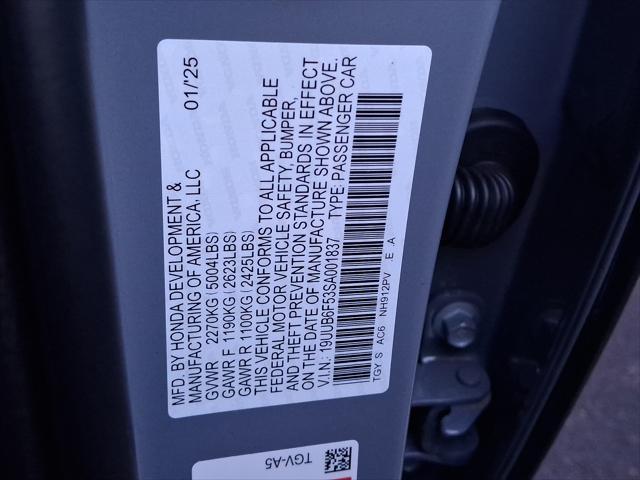 MFD. BY HONDA DEVELOPMENT &
MANUFACTURING OF AMERICA, LLC 01/'25
GVWR 2270KG (5004LBS)
GAWR F 1190KG (2623LBS)
GAWR R 1100KG (2425LBS)
THIS VEHICLE CONFORMS TO ALL APPLICABLE
FEDERAL MOTOR VEHICLE SAFETY, BUMPER,
AND THEFT PREVENTION STANDARDS IN EFFECT
ON THE DATE OF MANUFACTURE SHOWN ABOVE.
V.I.N.: 19UUB6F53SA001837 TYPE: PASSENGER CAR
TGY S AC6 NH912PV .E .A
TGV-A5